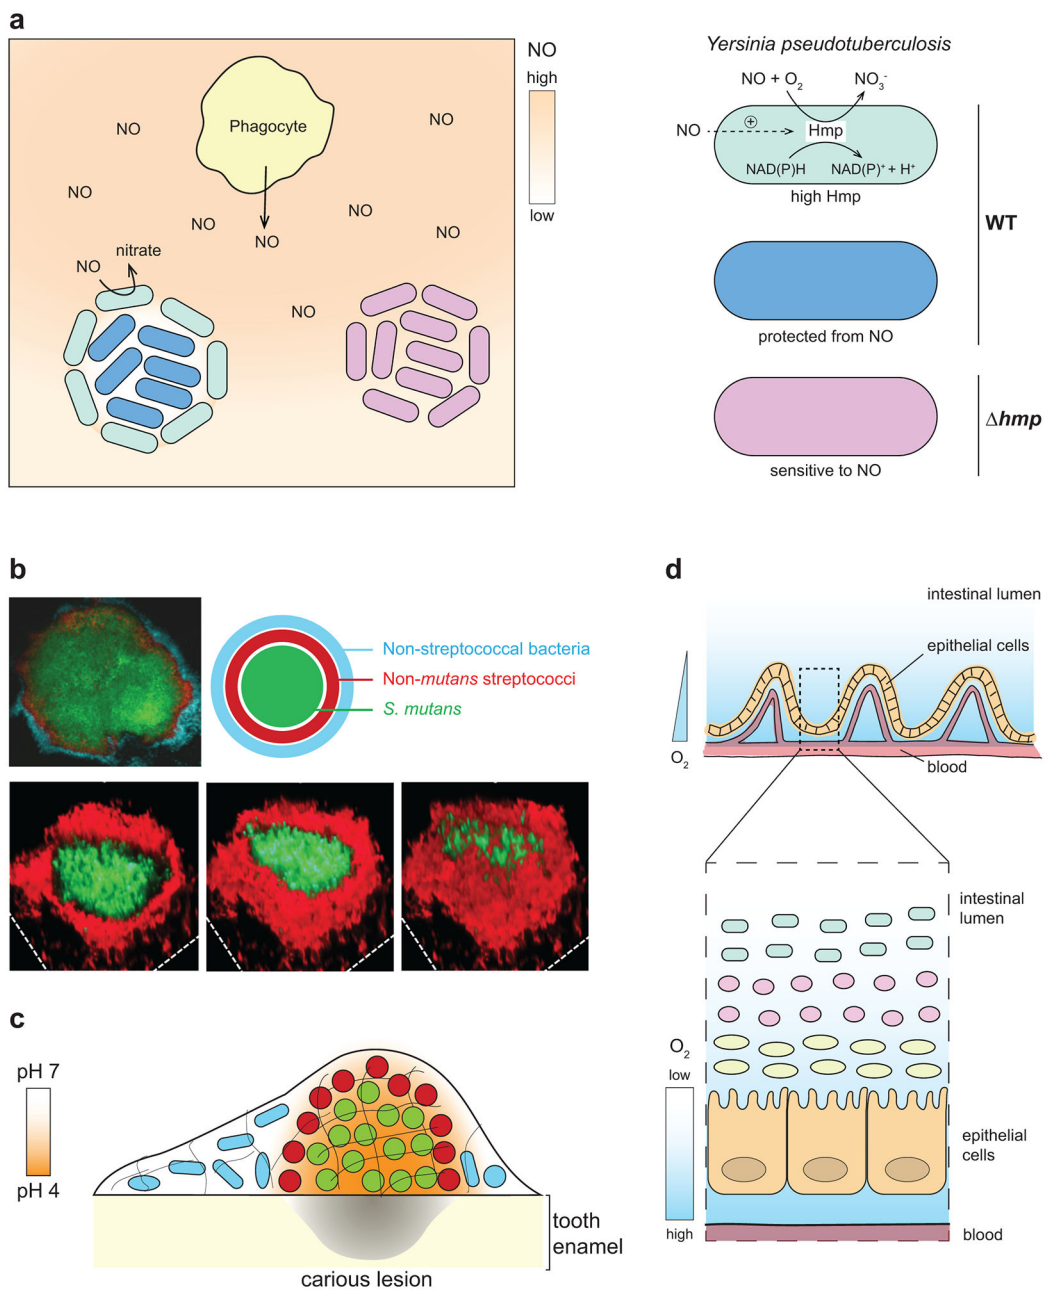 a
NO
high
low
Phagocyte
NO
NO
NO
NO
NO
NO
NO
NO
nitrate
NO
Yersinia pseudotuberculosis
NO + O₂
NO₃⁻
NO
⊕
Hmp
NAD(P)H
NAD(P)⁺ + H⁺
high Hmp
WT
protected from NO
Δhmp
sensitive to NO
b
Non-streptococcal bacteria
Non-mutans streptococci
S. mutans
c
pH 7
pH 4
tooth
enamel
carious lesion
d
intestinal lumen
epithelial cells
O₂
blood
intestinal
lumen
O₂
low
high
epithelial
cells
blood